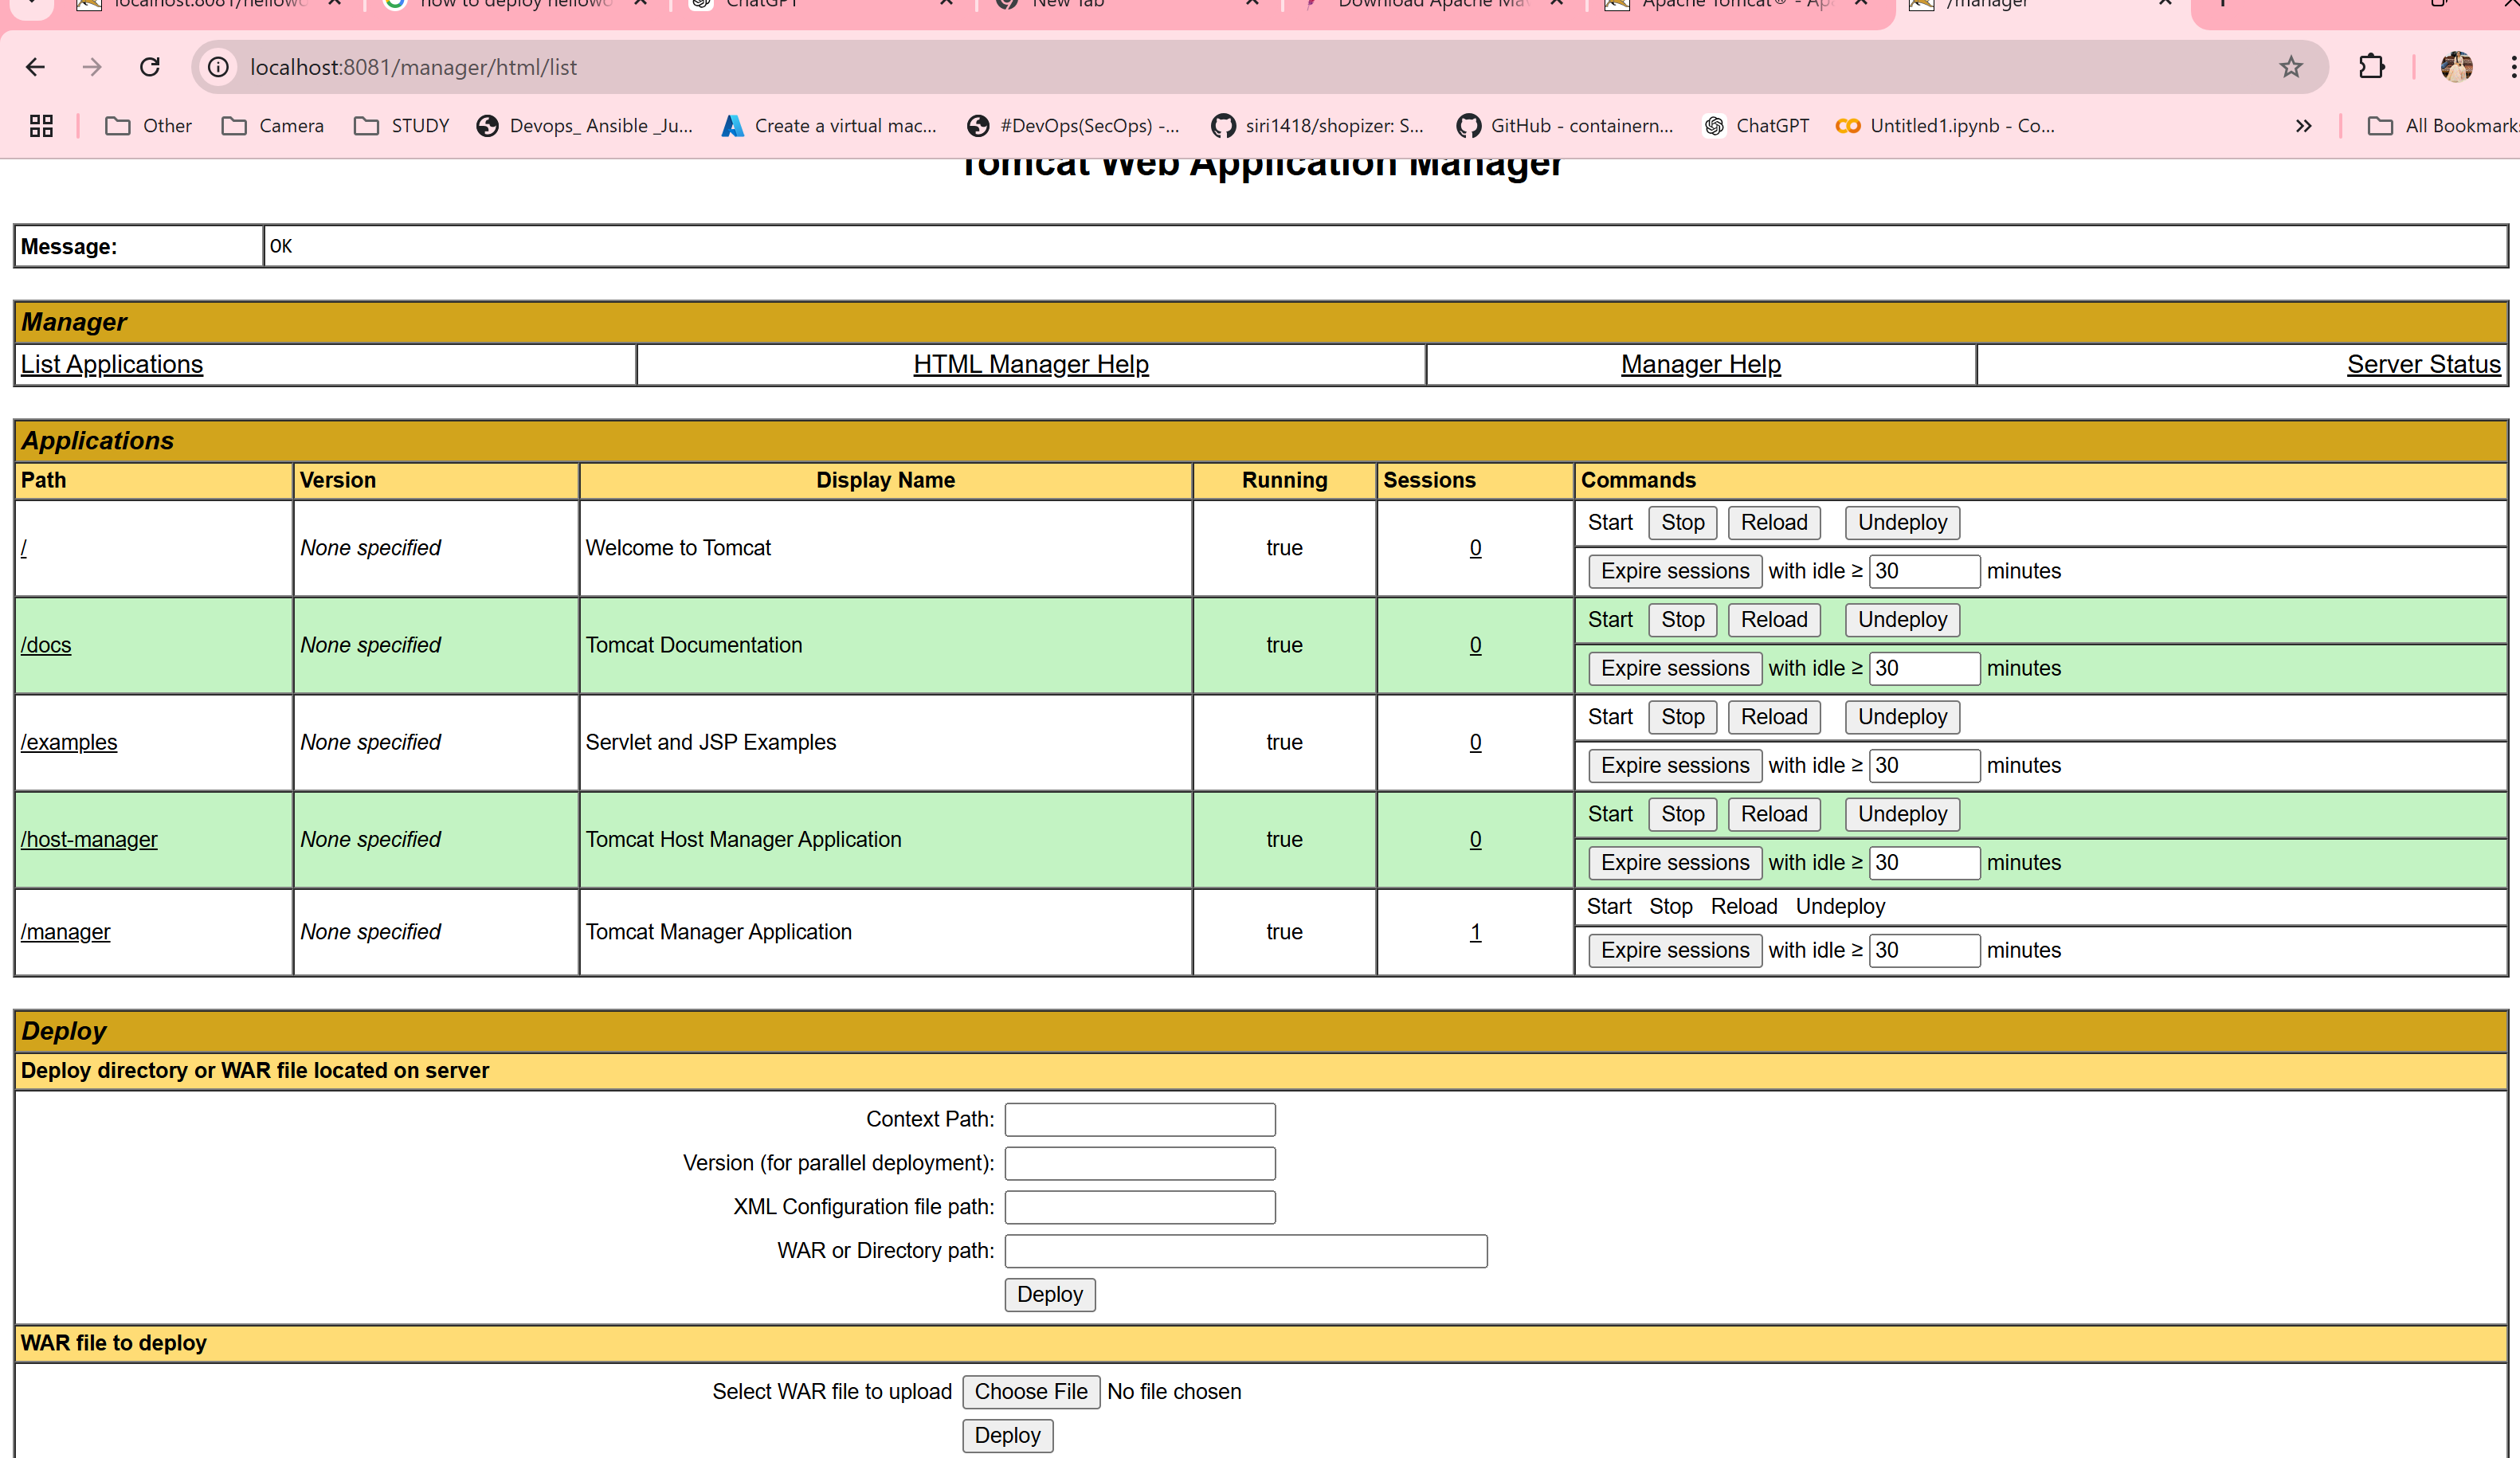 localhost:8081/hellowo
how to deploy hellowo
ChatGPT
New Tab
Download Apache Ma
Apache Tomcat® - Ap
/manager
localhost:8081/manager/html/list
Other
Camera
STUDY
Devops_ Ansible _Ju...
Create a virtual mac...
#DevOps(SecOps) -...
siri1418/shopizer: S...
GitHub - containern...
ChatGPT
Untitled1.ipynb - Co...
All Bookmark
Tomcat Web Application Manager
Message: OK
Manager
List Applications HTML Manager Help Manager Help Server Status
Applications
Path Version Display Name Running Sessions Commands
/ None specified Welcome to Tomcat true 0
Start Stop Reload Undeploy
Expire sessions with idle ≥ 30 minutes
/docs None specified Tomcat Documentation true 0
Start Stop Reload Undeploy
Expire sessions with idle ≥ 30 minutes
/examples None specified Servlet and JSP Examples true 0
Start Stop Reload Undeploy
Expire sessions with idle ≥ 30 minutes
/host-manager None specified Tomcat Host Manager Application true 0
Start Stop Reload Undeploy
Expire sessions with idle ≥ 30 minutes
/manager None specified Tomcat Manager Application true 1
Start Stop Reload Undeploy
Expire sessions with idle ≥ 30 minutes
Deploy
Deploy directory or WAR file located on server
Context Path:
Version (for parallel deployment):
XML Configuration file path:
WAR or Directory path:
Deploy
WAR file to deploy
Select WAR file to upload Choose File No file chosen
Deploy